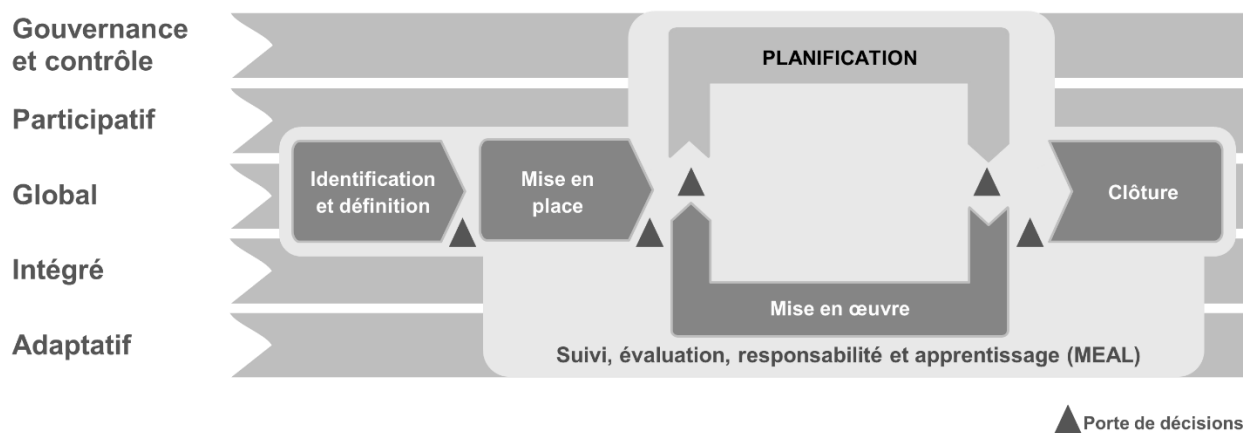 Gouvernance
et contrôle
PLANIFICATION
Participatif
Identification
et définition
Mise en
place
Global
Clôture
Intégré
Mise en œuvre
Adaptatif
Suivi, évaluation, responsabilité et apprentissage (MEAL)
Porte de décisions